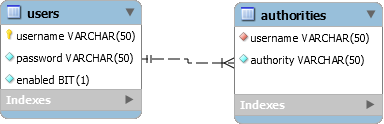 users
username VARCHAR(50)
password VARCHAR(50)
enabled BIT(1)
Indexes
authorities
username VARCHAR(50)
authority VARCHAR(50)
Indexes